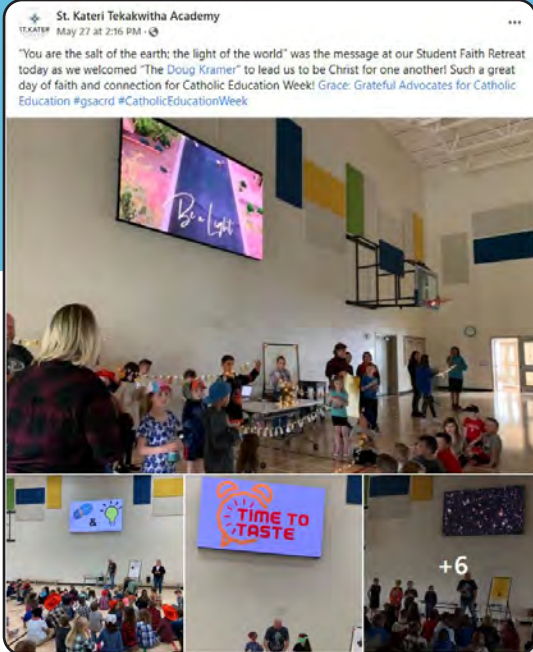 St. Kateri Tekakwitha Academy
ST.KATERI
May 27 at 2:16 PM ·
"You are the salt of the earth; the light of the world" was the message at our Student Faith Retreat
today as we welcomed "The Doug Kramer" to lead us to be Christ for one another! Such a great
day of faith and connection for Catholic Education Week! Grace: Grateful Advocates for Catholic
Education #gsacrd #CatholicEducationWeek
Be a Light
&
TIME TO
TASTE
+6